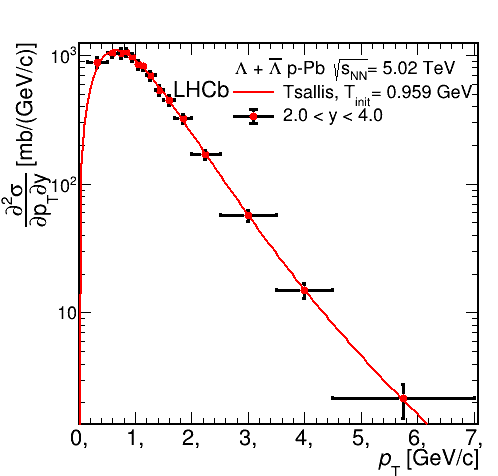 Λ + Λ̅ p-Pb √s_NN = 5.02 TeV
LHCb
Tsallis, T_init = 0.959 GeV
2.0 < y < 4.0
∂²σ/∂p_T∂y [mb/(GeV/c)]
10³
10²
10
0, 1, 2, 3, 4, 5, 6, 7,
p_T [GeV/c]